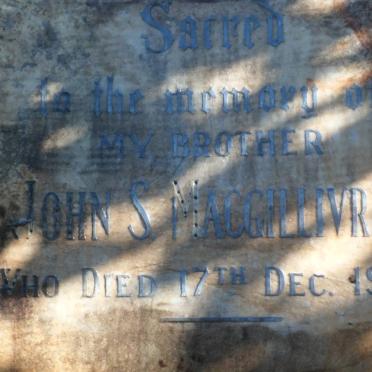 Sacred
to the memory of
MY BROTHER
JOHN S. MACGILLIVR
WHO DIED 17TH DEC. 19